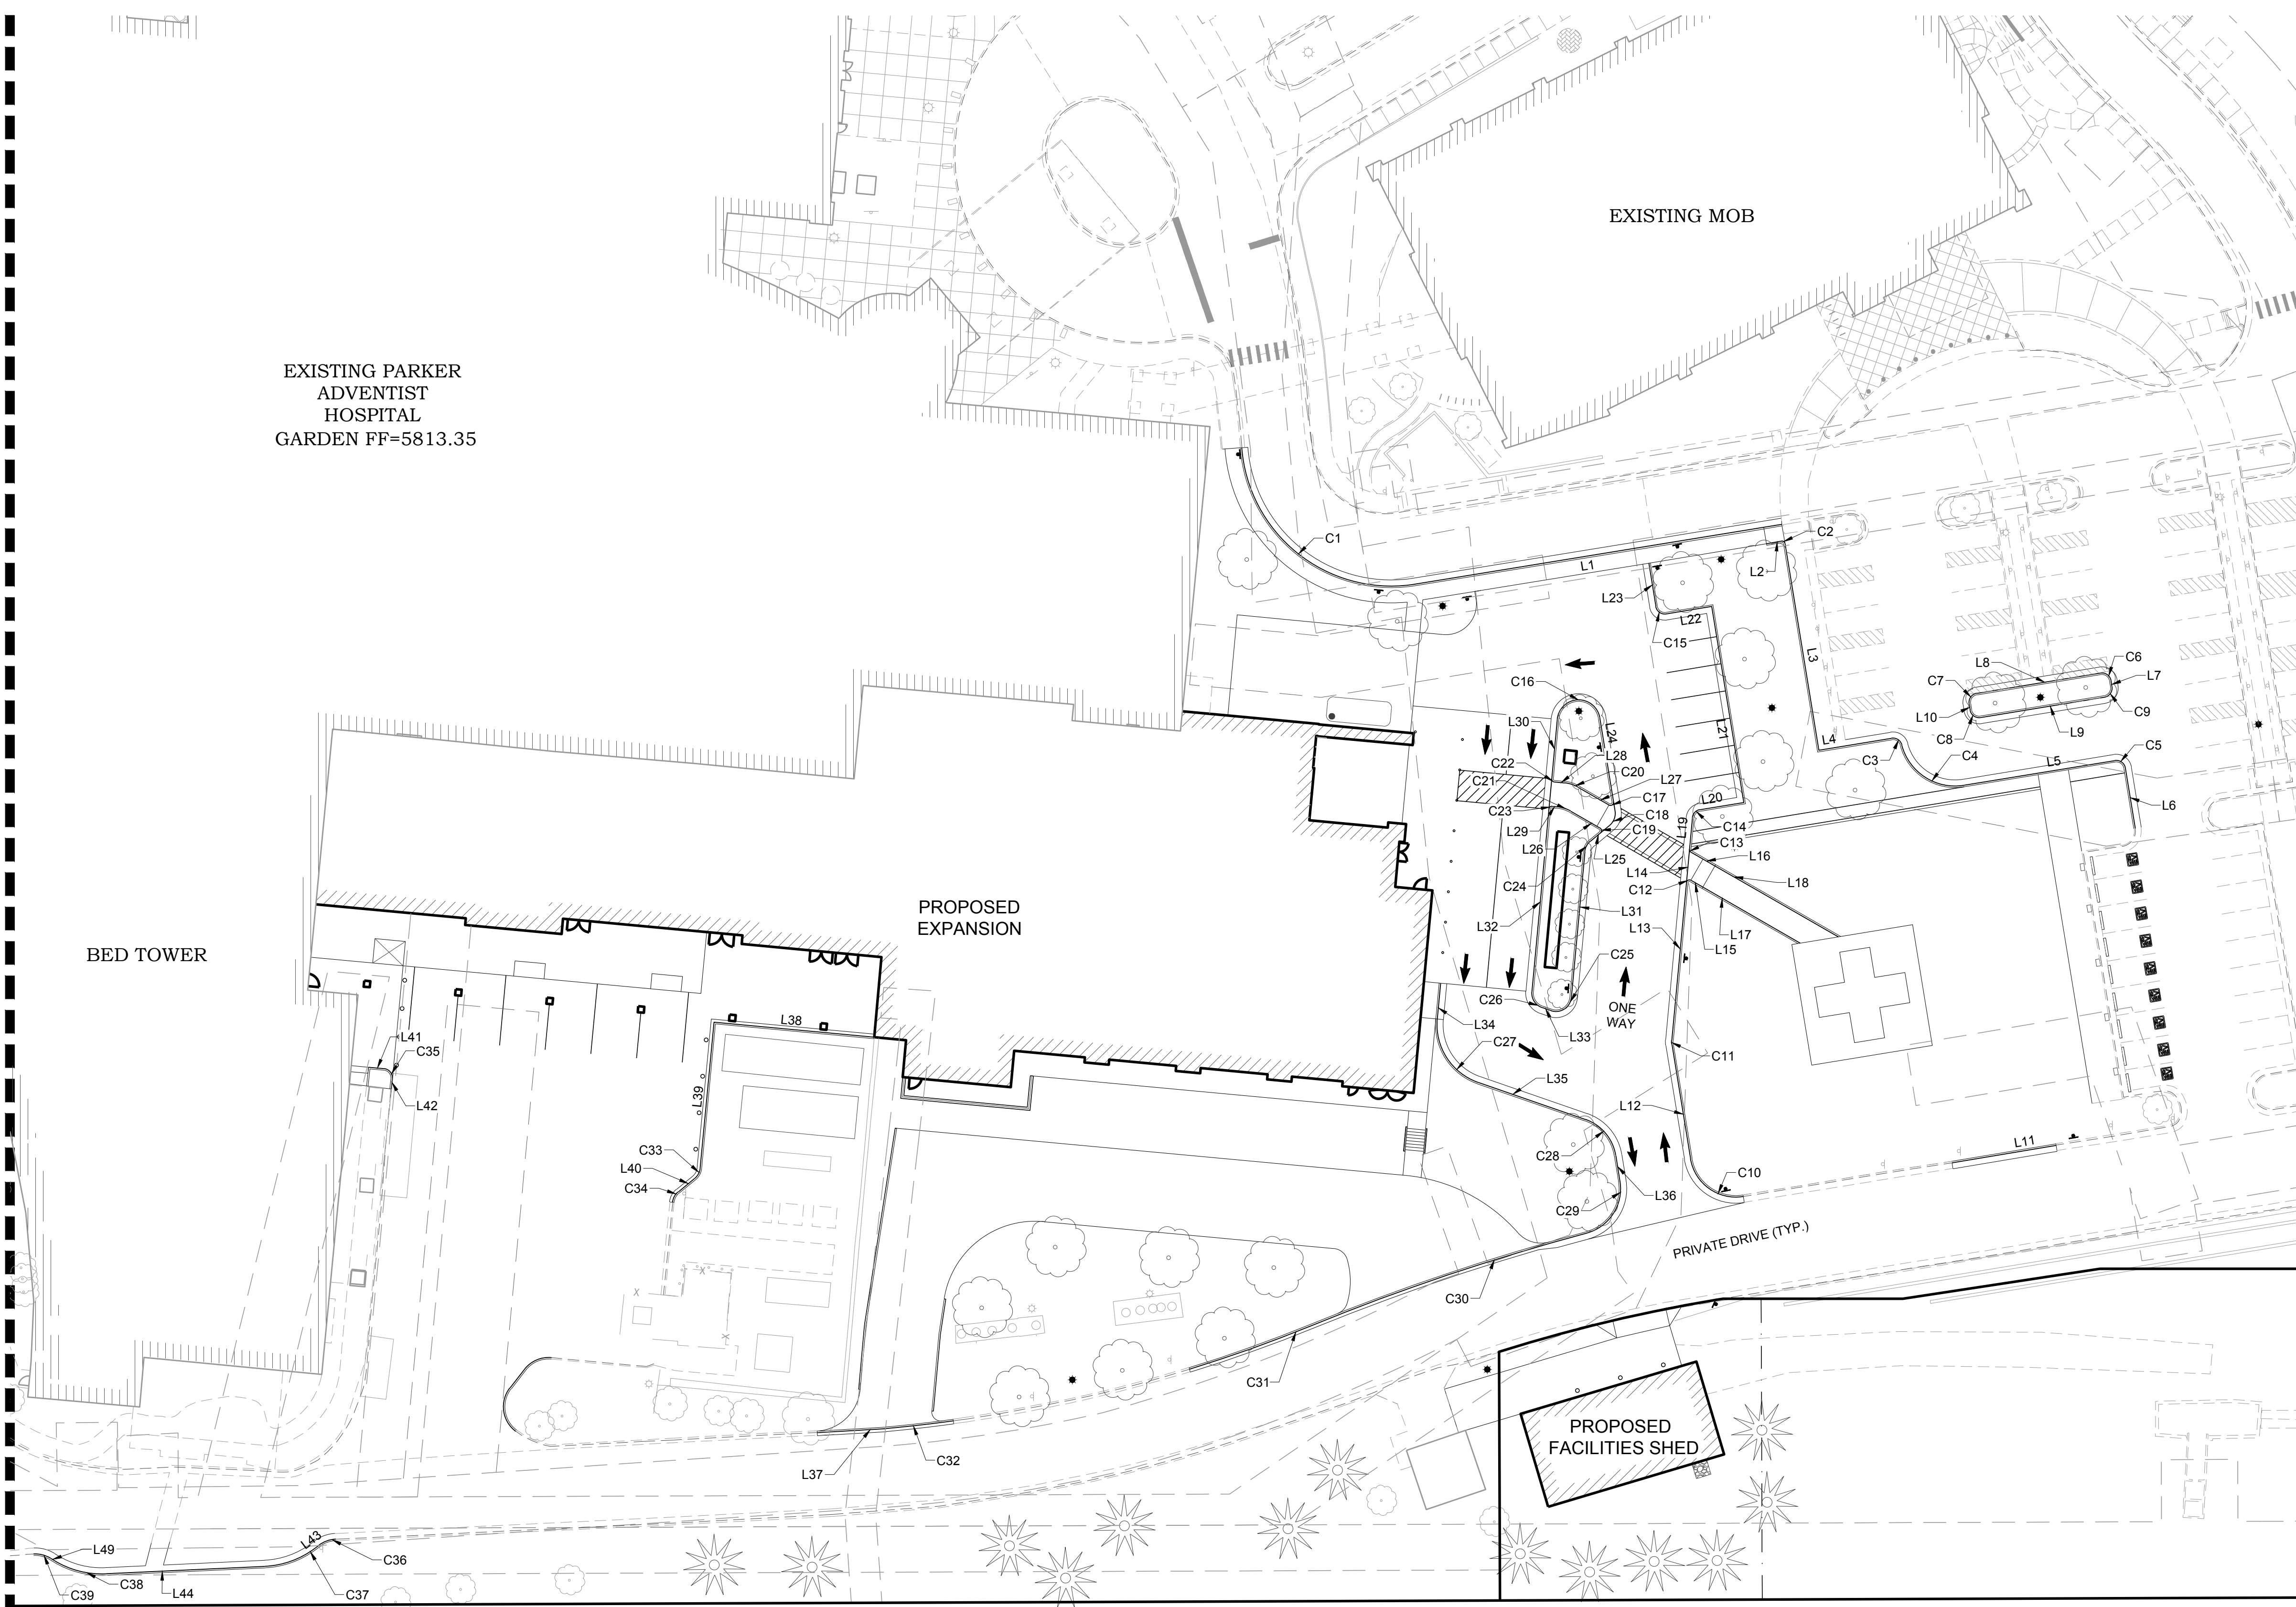 EXISTING MOB
EXISTING PARKER
ADVENTIST
HOSPITAL
GARDEN FF=5813.35
C1
C2
L1
L2
L23
L22
C15
L3
C6
L8
L7
C7
C16
L10
C9
L30
L24
L21
C8
L9
L4
C5
L28
C3
C4
C22
L5
C20
C21
L27
C17
L20
L6
C23
C18
L19
C14
L29
C19
C13
L26
L25
L16
L14
L18
C24
C12
PROPOSED
EXPANSION
L31
L32
L13
L17
L15
BED TOWER
C25
C26
ONE
WAY
L38
L34
L33
L41
C27
C11
C35
L35
L39
L42
L12
L11
C33
C28
L40
C10
C34
L36
C29
PRIVATE DRIVE (TYP.)
X
X
C30
X
C31
PROPOSED
FACILITIES SHED
C32
L37
L43
L49
C36
C38
C39
L44
C37